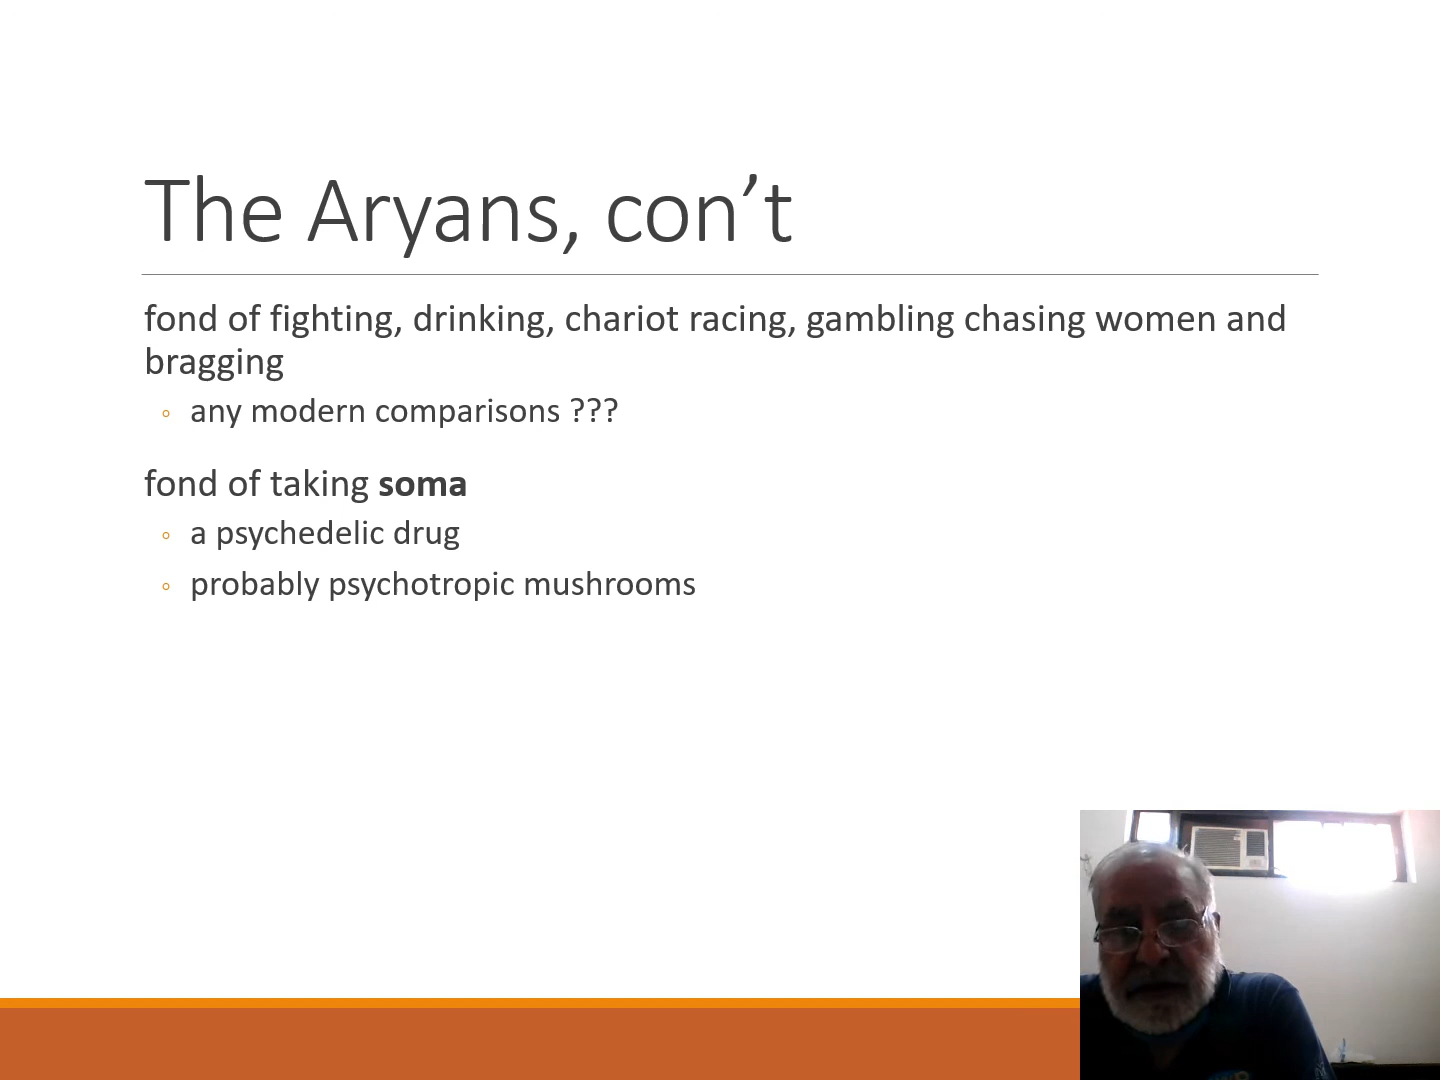 The Aryans, con’t
fond of fighting, drinking, chariot racing, gambling chasing women and
bragging
◦ any modern comparisons ???
fond of taking soma
◦ a psychedelic drug
◦ probably psychotropic mushrooms